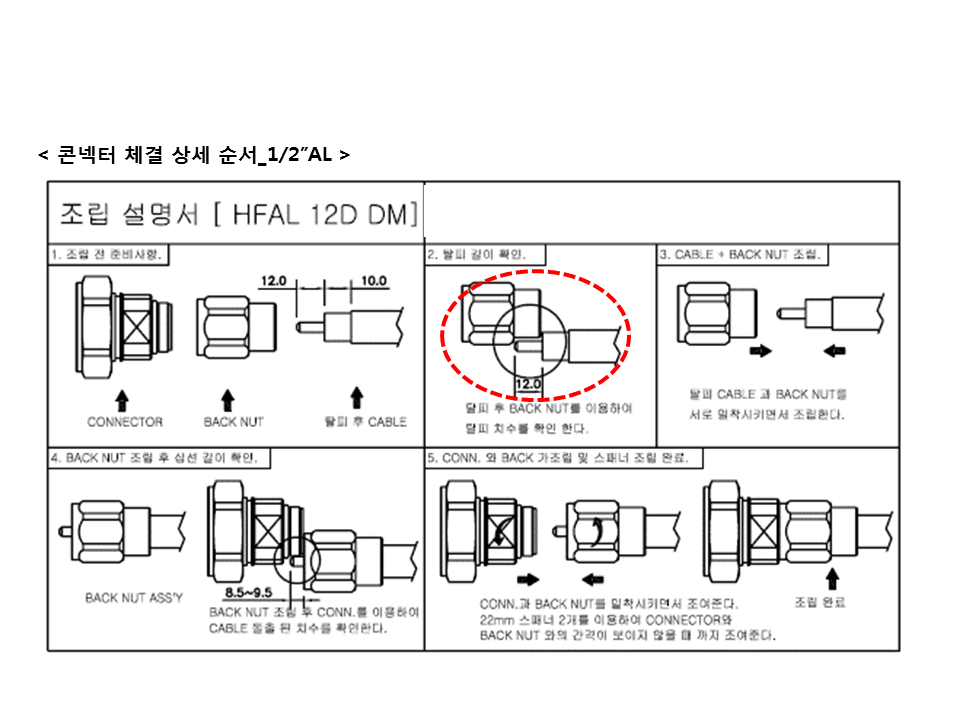 < 콘넥터 체결 상세 순서_1/2"AL >
조립 설명서 [ HFAL 12D DM]
1. 조립 전 준비사항.
12.0
10.0
CONNECTOR
BACK NUT
탈피 후 CABLE
2. 탈피 길이 확인.
12.0
탈피 후 BACK NUT를 이용하여
탈피 치수를 확인 한다.
3. CABLE + BACK NUT 조립.
탈피 CABLE 과 BACK NUT를
서로 밀착시키면서 조립한다.
4. BACK NUT 조립 후 심선 길이 확인.
BACK NUT ASS'Y
8.5~9.5
BACK NUT 조립 후 CONN.를 이용하여
CABLE 돌출 된 치수를 확인한다.
5. CONN. 와 BACK 가조립 및 스패너 조립 완료.
CONN.과 BACK NUT를 밀착시키면서 조여준다.
22mm 스패너 2개를 이용하여 CONNECTOR와
BACK NUT 와의 간격이 보이지 않을 때 까지 조여준다.
조립 완료